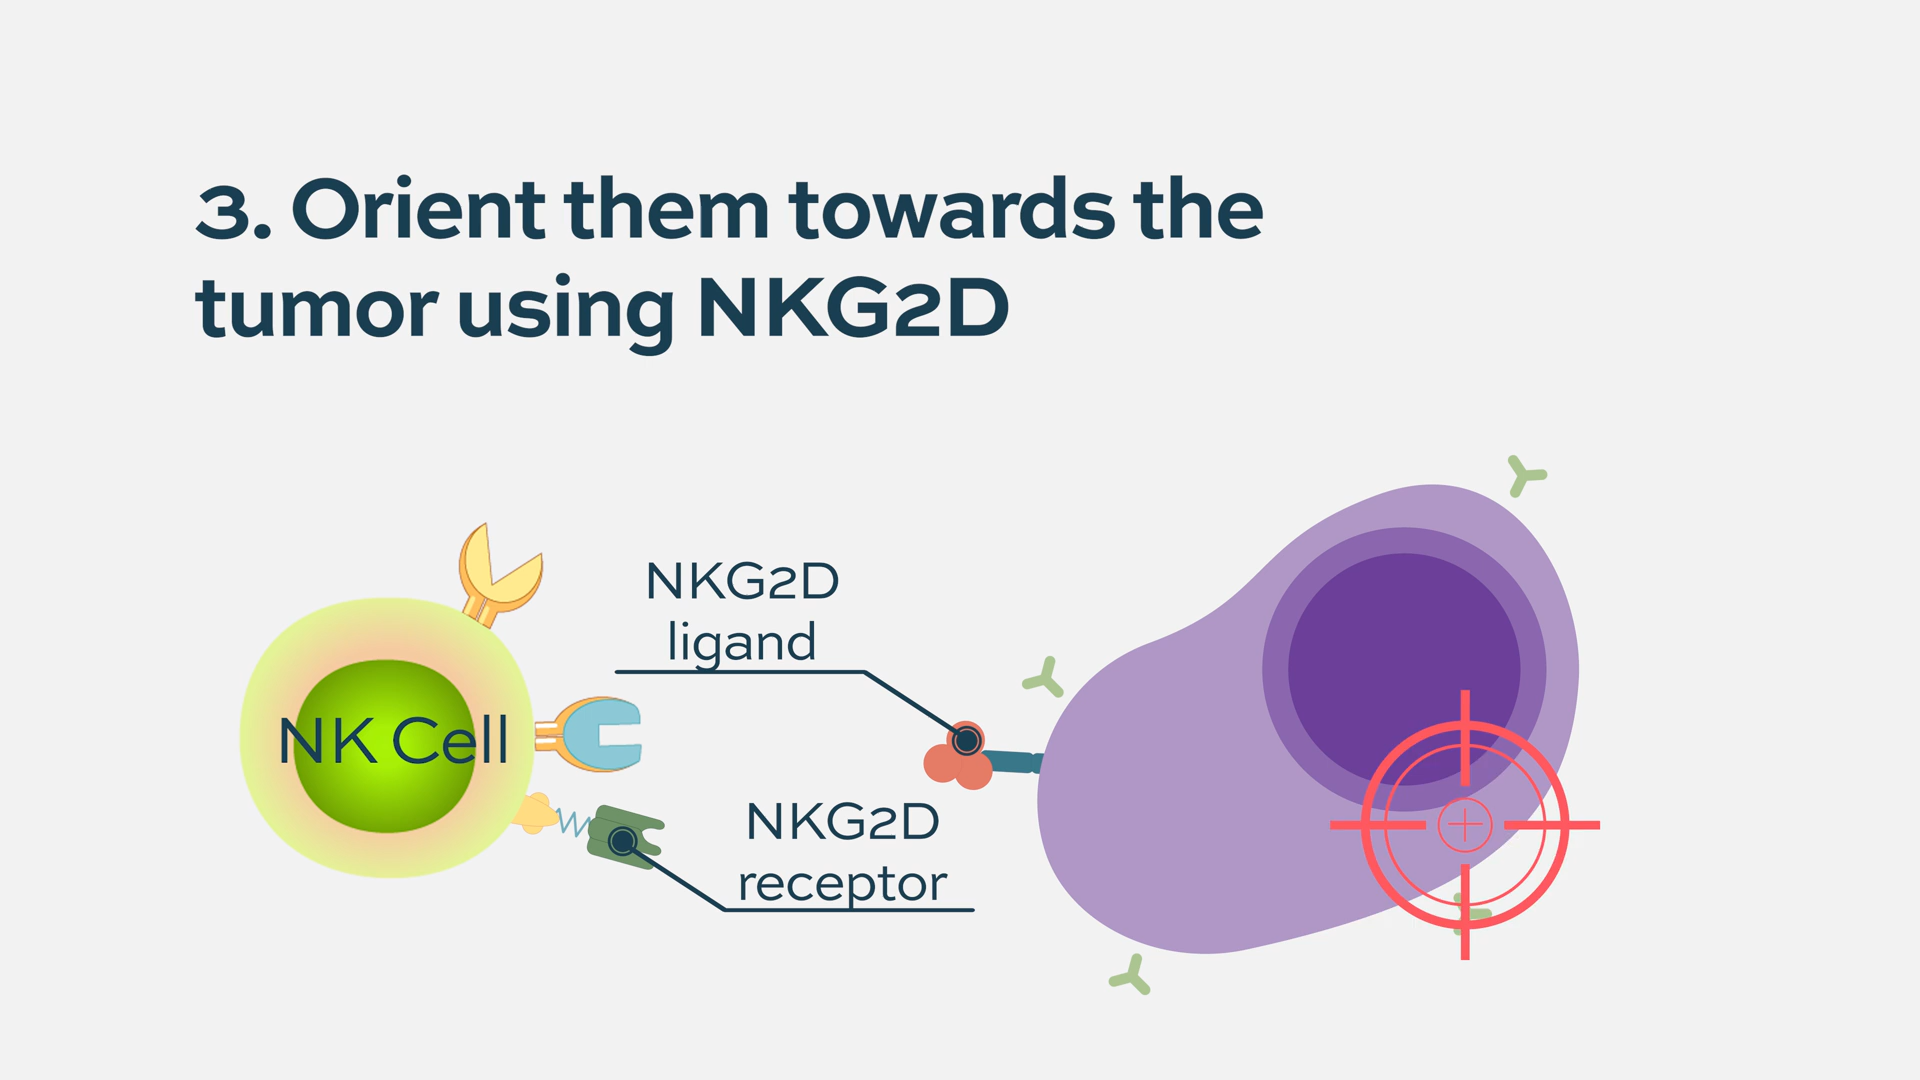 3. Orient them towards the
tumor using NKG2D
NKG2D
ligand
NK Cell
NKG2D
receptor